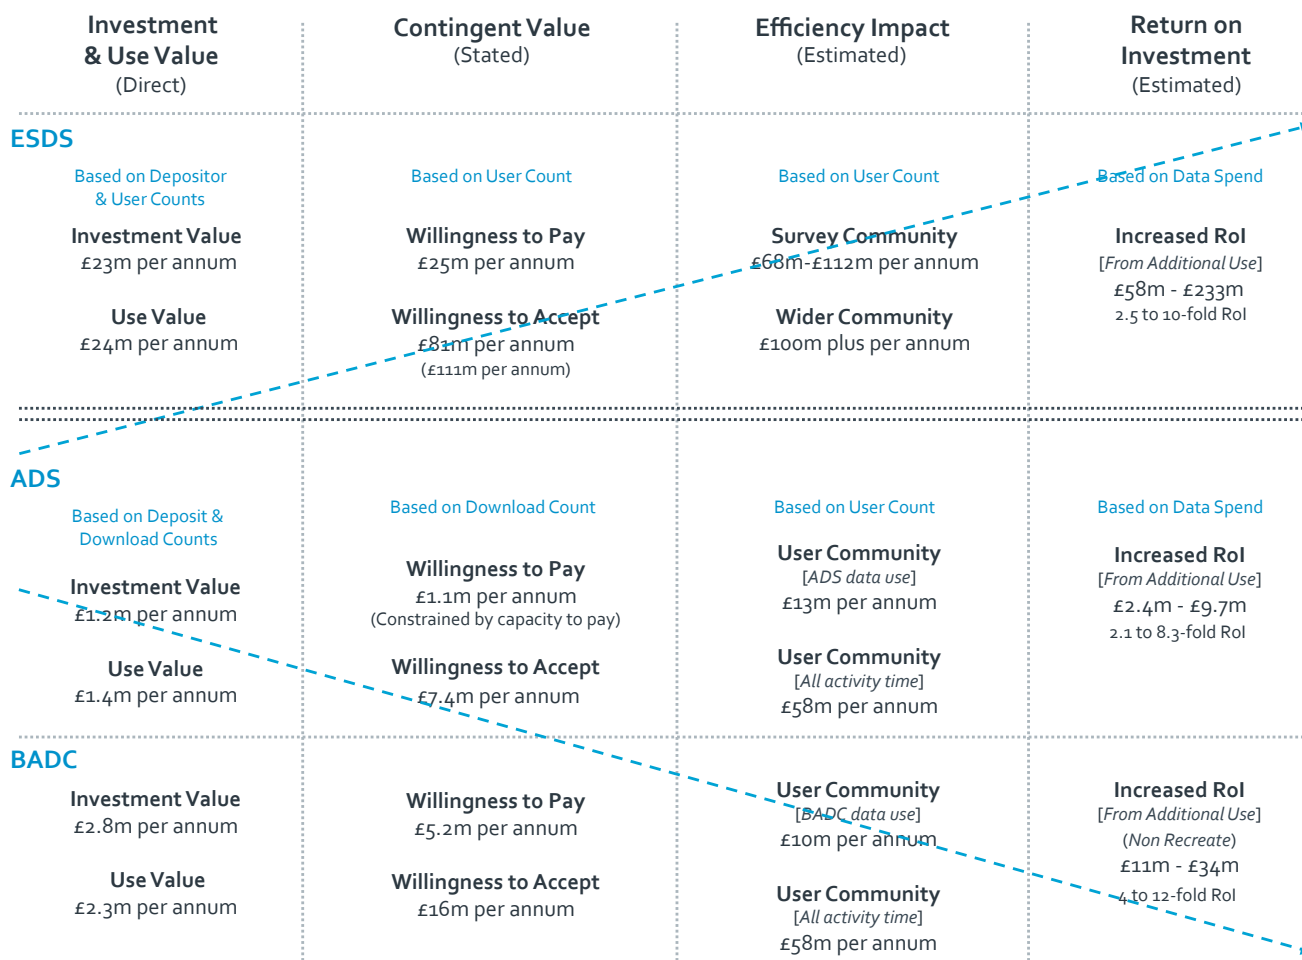 Investment
& Use Value
(Direct)
Contingent Value
(Stated)
Efficiency Impact
(Estimated)
Return on
Investment
(Estimated)
ESDS
Based on Depositor
& User Counts
Investment Value
£23m per annum
Use Value
£24m per annum
Based on User Count
Willingness to Pay
£25m per annum
Willingness to Accept
£81m per annum
(£111m per annum)
Based on User Count
Survey Community
£68m-£112m per annum
Wider Community
£100m plus per annum
Based on Data Spend
Increased RoI
[From Additional Use]
£58m - £233m
2.5 to 10-fold RoI
ADS
Based on Deposit &
Download Counts
Investment Value
£1.2m per annum
Use Value
£1.4m per annum
Based on Download Count
Willingness to Pay
£1.1m per annum
(Constrained by capacity to pay)
Willingness to Accept
£7.4m per annum
Based on User Count
User Community
[ADS data use]
£13m per annum
User Community
[All activity time]
£58m per annum
Based on Data Spend
Increased RoI
[From Additional Use]
£2.4m - £9.7m
2.1 to 8.3-fold RoI
BADC
Investment Value
£2.8m per annum
Use Value
£2.3m per annum
Willingness to Pay
£5.2m per annum
Willingness to Accept
£16m per annum
User Community
[BADC data use]
£10m per annum
User Community
[All activity time]
£58m per annum
Increased RoI
[From Additional Use]
(Non Recreate)
£11m - £34m
4 to 12-fold RoI